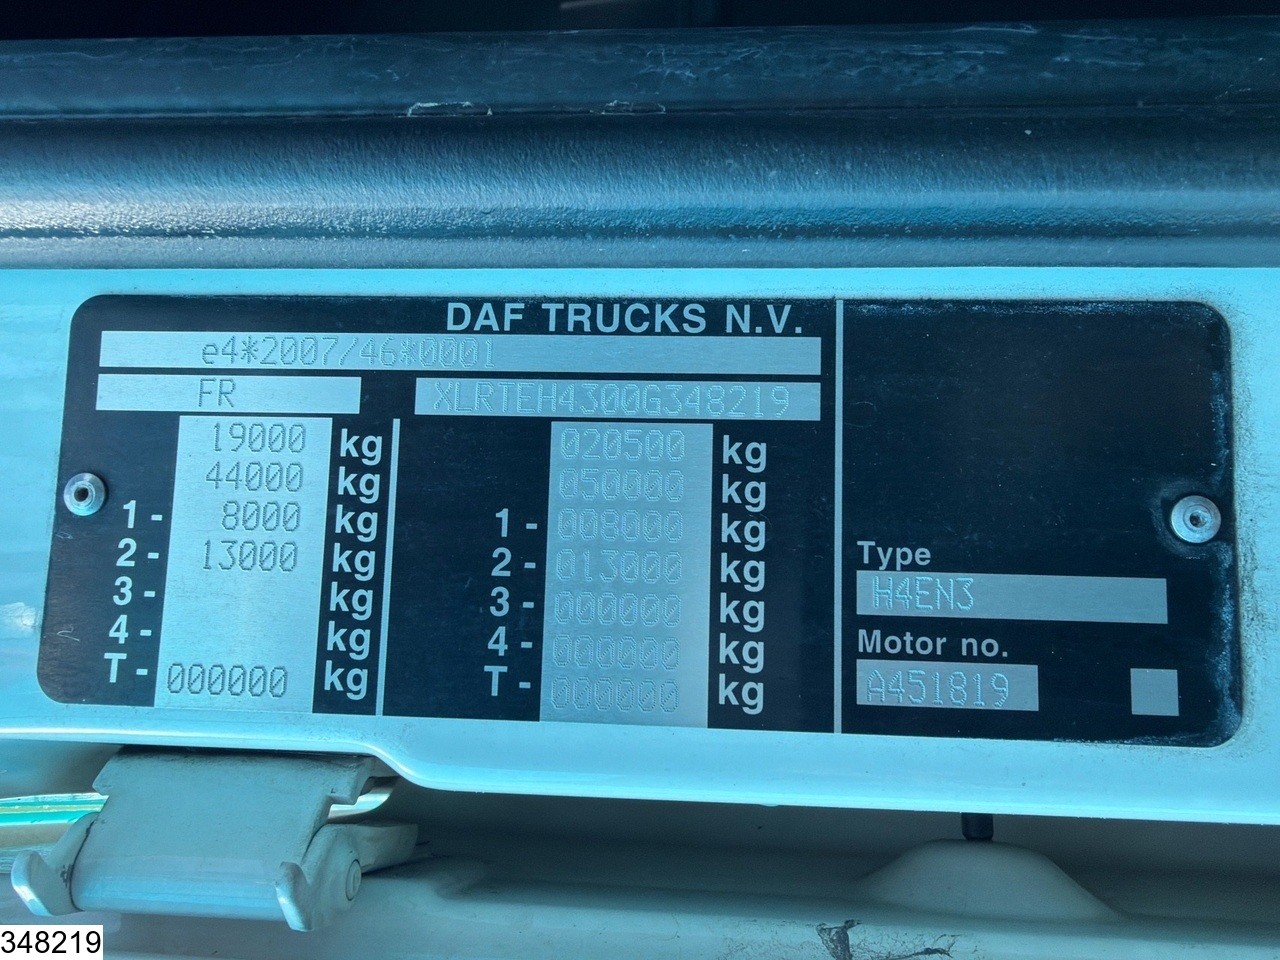 DAF TRUCKS N.V.
e4*2007/46*0001
FR XLRTEH4300G348219
19000 kg 020500 kg
44000 kg 050000 kg
1 - 8000 kg 1 - 008000 kg
2 - 13000 kg 2 - 013000 kg
3 - kg 3 - 000000 kg
4 - kg 4 - 000000 kg
T - 000000 kg T - 000000 kg
Type
H4EN3
Motor no.
A451819
348219